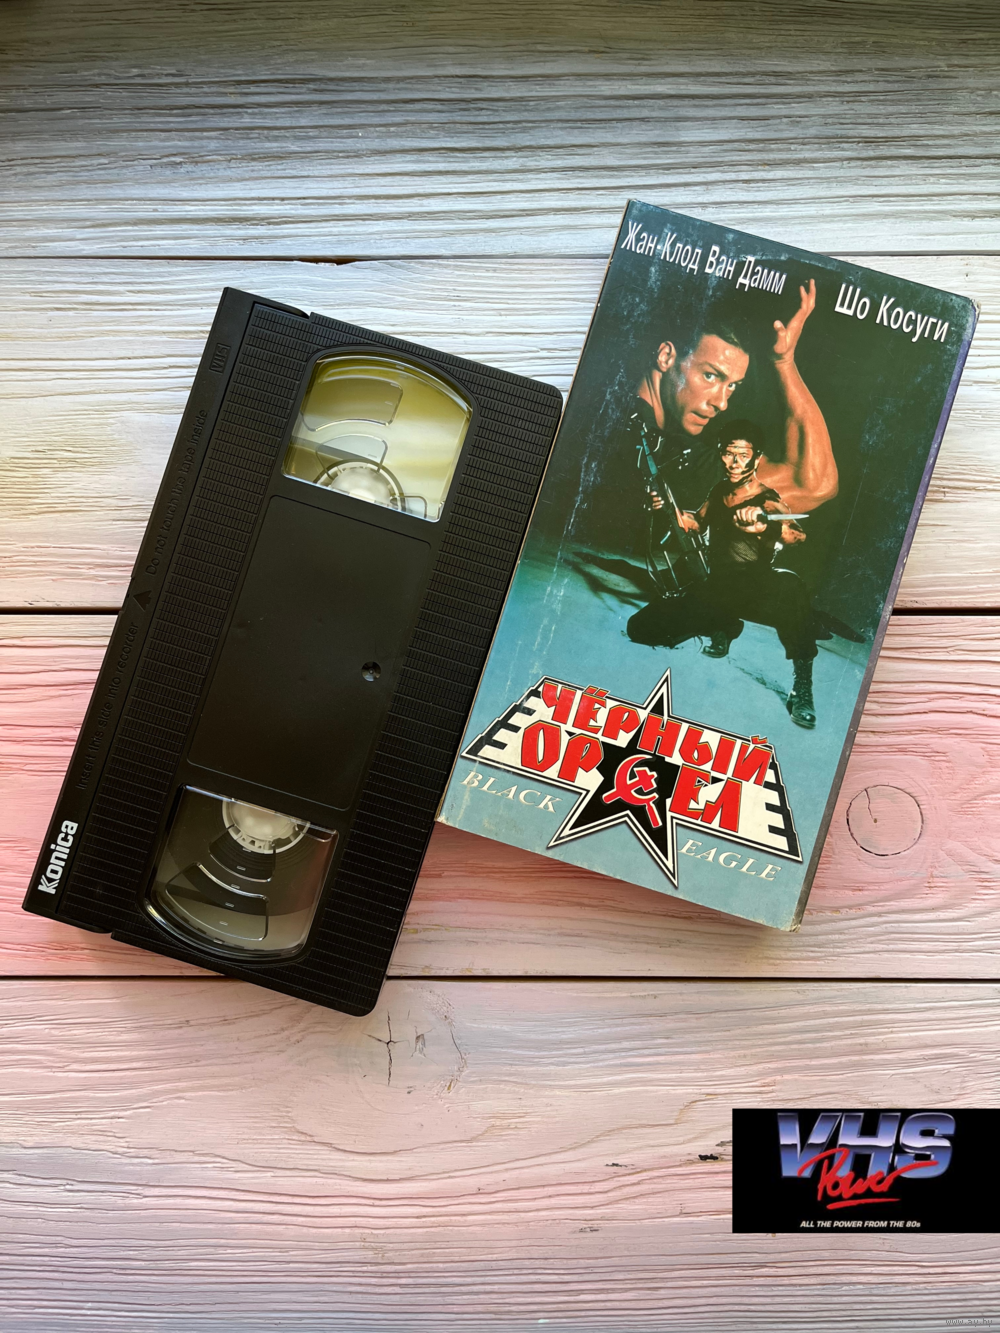 Жан-Клод Ван Дамм
Шо Косуги
ЧЁРНЫЙ
ОРЕЛ
BLACK
EAGLE
VHS
Do not touch the tape inside
Insert this side into recorder
Konica
VHS
Power
ALL THE POWER FROM THE 80s